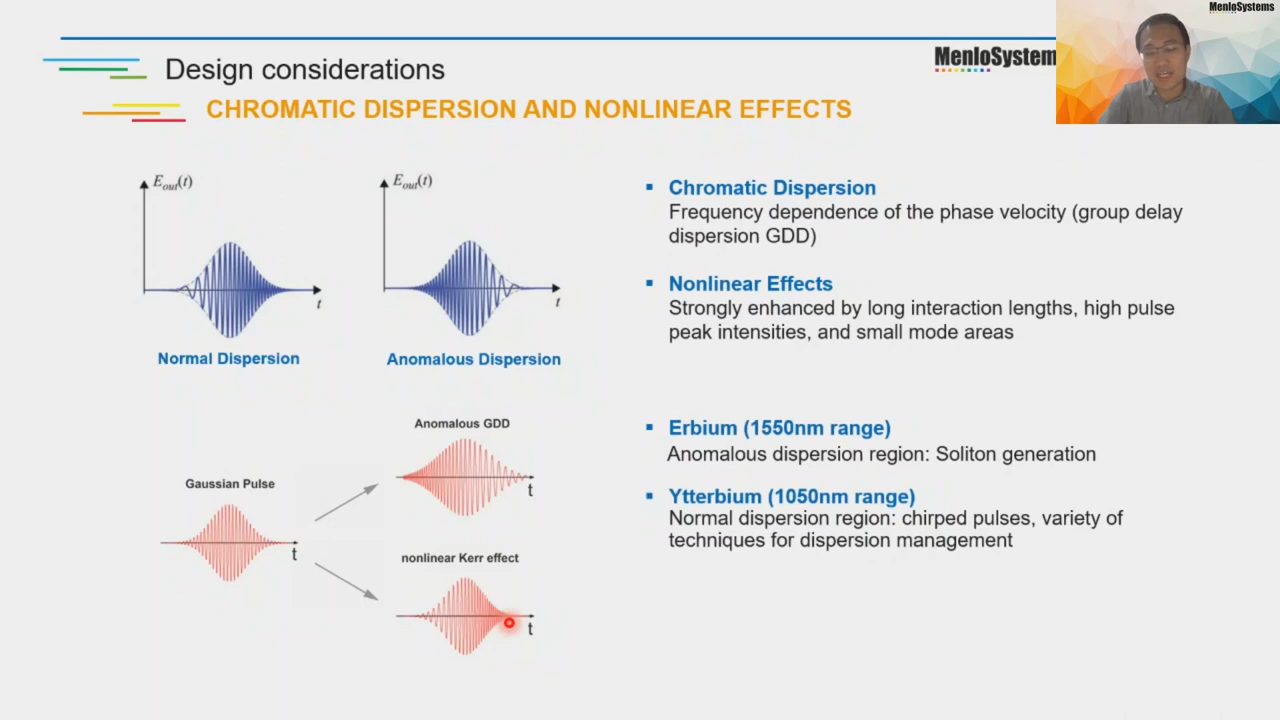 MenloSystems
Design considerations
MenloSystem
CHROMATIC DISPERSION AND NONLINEAR EFFECTS
Eout(t)
t
Normal Dispersion
Eout(t)
t
Anomalous Dispersion
Gaussian Pulse
t
Anomalous GDD
t
nonlinear Kerr effect
t
▪ Chromatic Dispersion
Frequency dependence of the phase velocity (group delay
dispersion GDD)
▪ Nonlinear Effects
Strongly enhanced by long interaction lengths, high pulse
peak intensities, and small mode areas
▪ Erbium (1550nm range)
Anomalous dispersion region: Soliton generation
▪ Ytterbium (1050nm range)
Normal dispersion region: chirped pulses, variety of
techniques for dispersion management